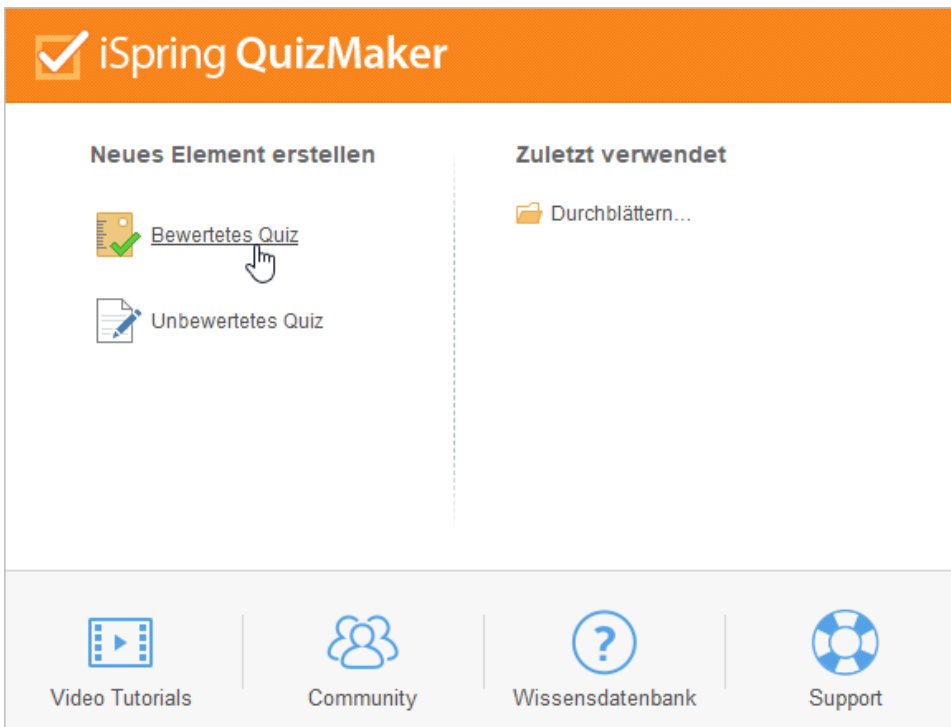 iSpring QuizMaker
Neues Element erstellen
Bewertetes Quiz
Unbewertetes Quiz
Zuletzt verwendet
Durchblättern...
Video Tutorials
Community
?
Wissensdatenbank
Support